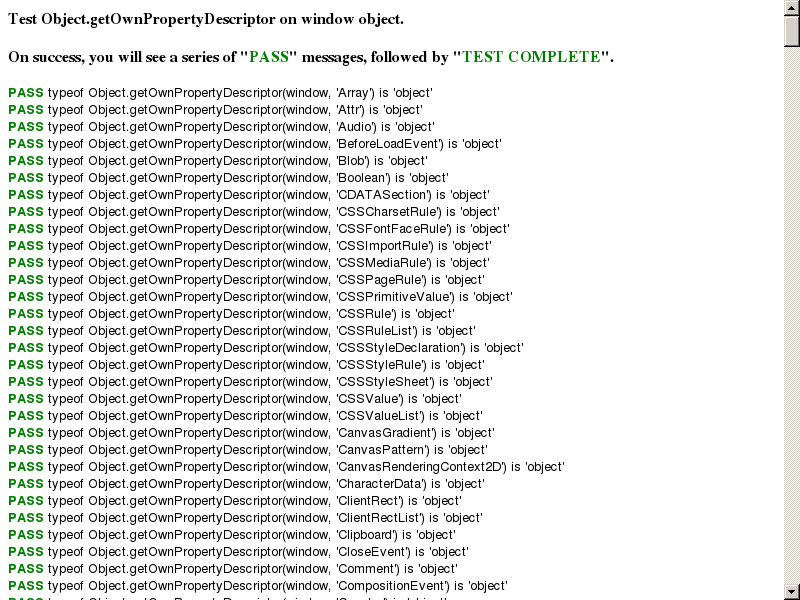 Test Object.getOwnPropertyDescriptor on window object.
On success, you will see a series of "PASS" messages, followed by "TEST COMPLETE".
PASS typeof Object.getOwnPropertyDescriptor(window, 'Array') is 'object'
PASS typeof Object.getOwnPropertyDescriptor(window, 'Attr') is 'object'
PASS typeof Object.getOwnPropertyDescriptor(window, 'Audio') is 'object'
PASS typeof Object.getOwnPropertyDescriptor(window, 'BeforeLoadEvent') is 'object'
PASS typeof Object.getOwnPropertyDescriptor(window, 'Blob') is 'object'
PASS typeof Object.getOwnPropertyDescriptor(window, 'Boolean') is 'object'
PASS typeof Object.getOwnPropertyDescriptor(window, 'CDATASection') is 'object'
PASS typeof Object.getOwnPropertyDescriptor(window, 'CSSCharsetRule') is 'object'
PASS typeof Object.getOwnPropertyDescriptor(window, 'CSSFontFaceRule') is 'object'
PASS typeof Object.getOwnPropertyDescriptor(window, 'CSSImportRule') is 'object'
PASS typeof Object.getOwnPropertyDescriptor(window, 'CSSMediaRule') is 'object'
PASS typeof Object.getOwnPropertyDescriptor(window, 'CSSPageRule') is 'object'
PASS typeof Object.getOwnPropertyDescriptor(window, 'CSSPrimitiveValue') is 'object'
PASS typeof Object.getOwnPropertyDescriptor(window, 'CSSRule') is 'object'
PASS typeof Object.getOwnPropertyDescriptor(window, 'CSSRuleList') is 'object'
PASS typeof Object.getOwnPropertyDescriptor(window, 'CSSStyleDeclaration') is 'object'
PASS typeof Object.getOwnPropertyDescriptor(window, 'CSSStyleRule') is 'object'
PASS typeof Object.getOwnPropertyDescriptor(window, 'CSSStyleSheet') is 'object'
PASS typeof Object.getOwnPropertyDescriptor(window, 'CSSValue') is 'object'
PASS typeof Object.getOwnPropertyDescriptor(window, 'CSSValueList') is 'object'
PASS typeof Object.getOwnPropertyDescriptor(window, 'CanvasGradient') is 'object'
PASS typeof Object.getOwnPropertyDescriptor(window, 'CanvasPattern') is 'object'
PASS typeof Object.getOwnPropertyDescriptor(window, 'CanvasRenderingContext2D') is 'object'
PASS typeof Object.getOwnPropertyDescriptor(window, 'CharacterData') is 'object'
PASS typeof Object.getOwnPropertyDescriptor(window, 'ClientRect') is 'object'
PASS typeof Object.getOwnPropertyDescriptor(window, 'ClientRectList') is 'object'
PASS typeof Object.getOwnPropertyDescriptor(window, 'Clipboard') is 'object'
PASS typeof Object.getOwnPropertyDescriptor(window, 'CloseEvent') is 'object'
PASS typeof Object.getOwnPropertyDescriptor(window, 'Comment') is 'object'
PASS typeof Object.getOwnPropertyDescriptor(window, 'CompositionEvent') is 'object'